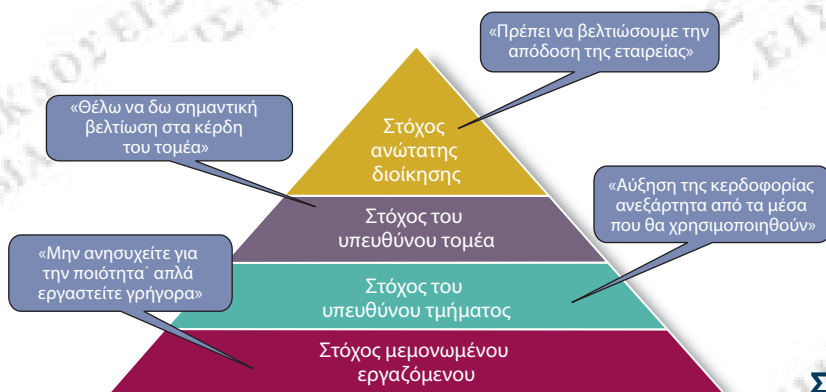 «Πρέπει να βελτιώσουμε την
απόδοση της εταιρείας»
«Θέλω να δω σημαντική
βελτίωση στα κέρδη
του τομέα»
Στόχος
ανώτατης
διοίκησης
«Αύξηση της κερδοφορίας
ανεξάρτητα από τα μέσα
που θα χρησιμοποιηθούν»
Στόχος του
υπευθύνου τομέα
«Μην ανησυχείτε για
την ποιότητα˙ απλά
εργαστείτε γρήγορα»
Στόχος του
υπευθύνου τμήματος
Στόχος μεμονωμένου
εργαζόμενου
Σ